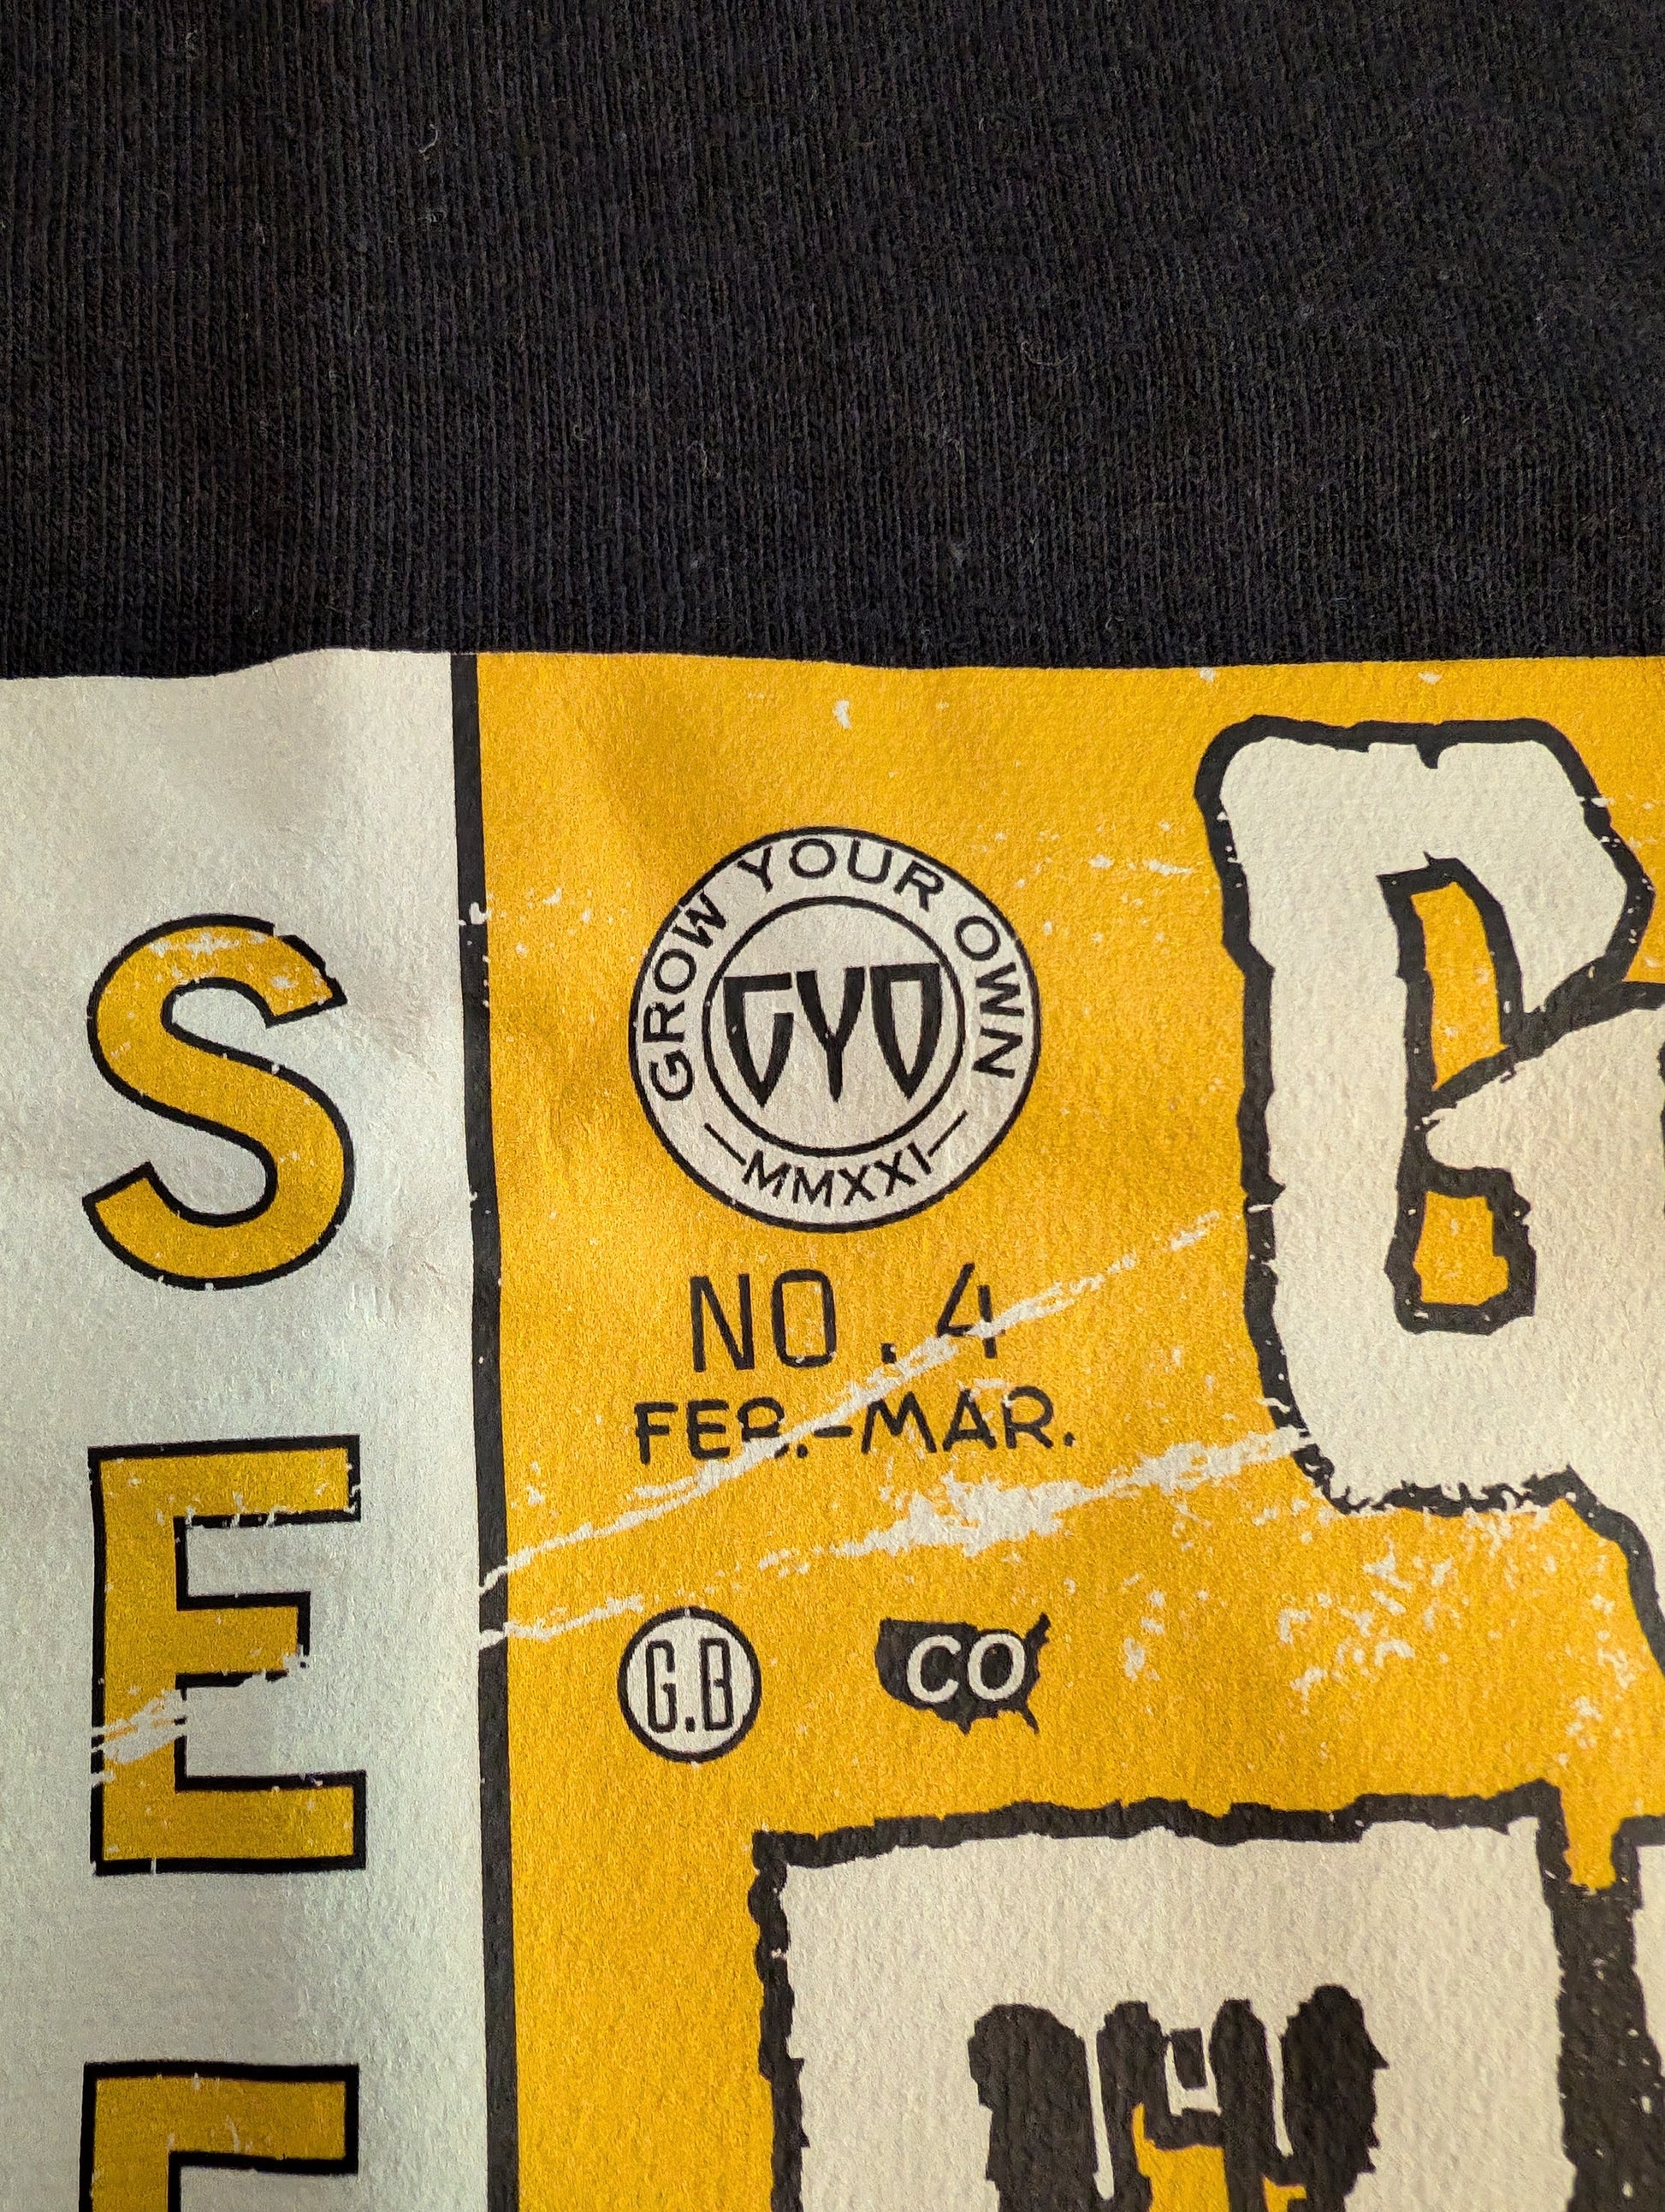 GROW YOUR OWN
GYO
—MMXXI—
NO. 4
FEB.-MAR.
G.B
CO
S
E